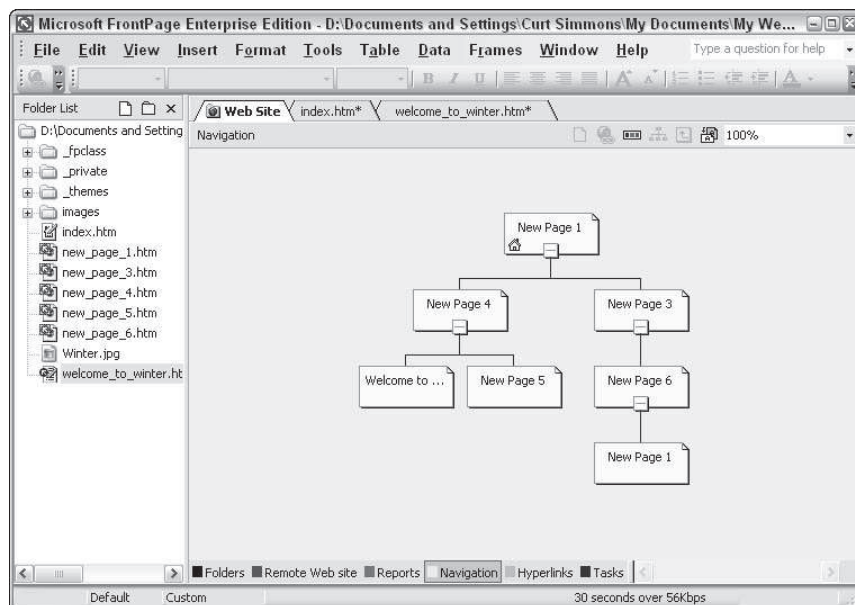 Microsoft FrontPage Enterprise Edition - D:\Documents and Settings\Curt Simmons\My Documents\My We...
File Edit View Insert Format Tools Table Data Frames Window Help Type a question for help
B I U A A A
Folder List
Web Site index.htm* welcome_to_winter.htm*
D:\Documents and Setting
Navigation 100%
_fpclass
_private
_themes
images
index.htm
new_page_1.htm
new_page_3.htm
new_page_4.htm
new_page_5.htm
new_page_6.htm
Winter.jpg
welcome_to_winter.ht
New Page 1
New Page 4 New Page 3
Welcome to ... New Page 5 New Page 6
New Page 1
Folders Remote Web site Reports Navigation Hyperlinks Tasks
Default Custom 30 seconds over 56Kbps